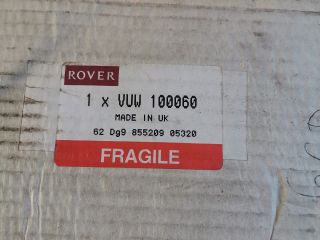 ROVER
1 x VUW 100060
MADE IN UK
62 Dg9 855209 05320
FRAGILE